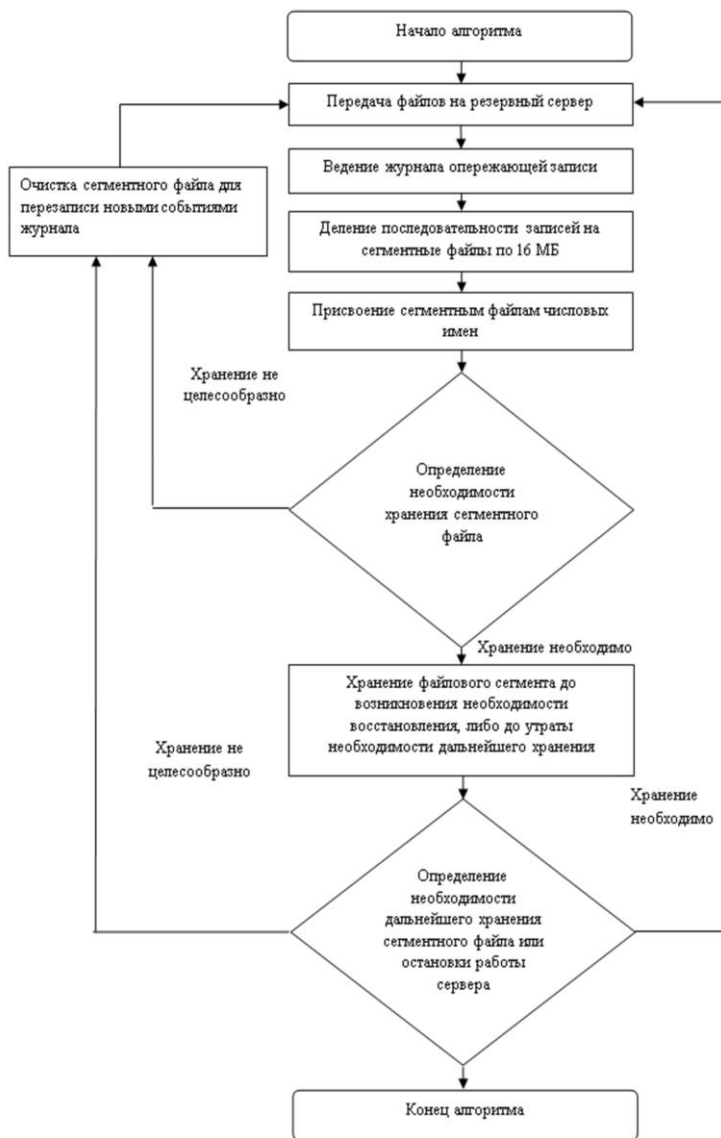 Начало алгоритма
Передача файлов на резервный сервер
Ведение журнала опережающей записи
Очистка сегментного файла для
перезаписи новыми событиями
журнала
Деление последовательности записей на
сегментные файлы по 16 МБ
Присвоение сегментным файлам числовых
имен
Хранение не
целесообразно
Определение
необходимости
хранения сегментного
файла
Хранение необходимо
Хранение файлового сегмента до
возникновения необходимости
восстановления, либо до утраты
необходимости дальнейшего хранения
Хранение не
целесообразно
Хранение
необходимо
Определение
необходимости
дальнейшего хранения
сегментного файла или
остановки работы
сервера
Конец алгоритма